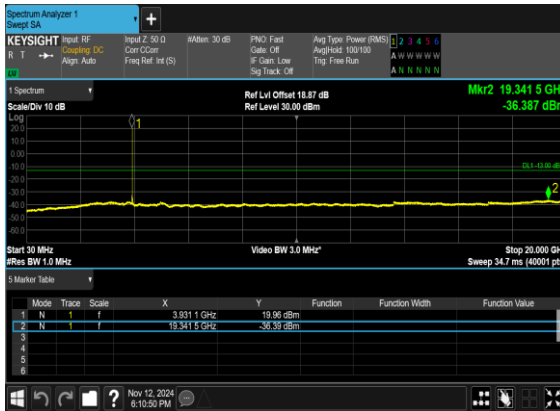 Spectrum Analyzer 1
Swept SA
+
KEYSIGHT Input: RF Input Z: 50 Ω #Atten: 30 dB PNO: Fast Avg Type: Power (RMS) 1 2 3 4 5 6
R T Coupling: DC Corr CCorr Gate: Off Avg|Hold: 100/100 A W W W W W
Align: Auto Freq Ref: Int (S) IF Gain: Low Trig: Free Run
Sig Track: Off A N N N N N
1 Spectrum
Ref Lvl Offset 18.87 dB Mkr2 19.341 5 GH
Scale/Div 10 dB Ref Level 30.00 dBm -36.387 dB
Log
1
20.0
10.0
0.00
-10.0
DL1 -13.00 dB
-20.0
-30.0
2
-40.0
-50.0
-60.0
Start 30 MHz Video BW 3.0 MHz* Stop 20.000 GH
#Res BW 1.0 MHz Sweep 34.7 ms (40001 pt
5 Marker Table
Mode Trace Scale X Y Function Function Width Function Value
1 N 1 f 3.931 1 GHz 19.96 dBm
2 N 1 f 19.341 5 GHz -36.39 dBm
3
4
5
6
? Nov 12, 2024
6:10:50 PM